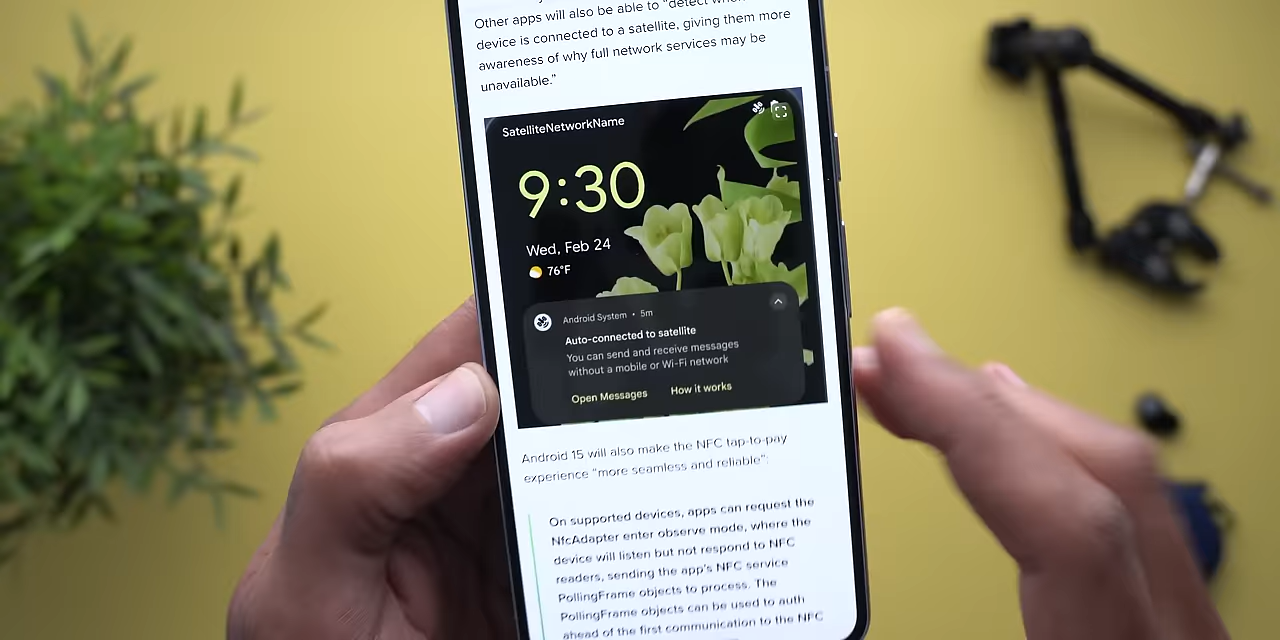 Other apps will also be able to "detect when
device is connected to a satellite, giving them more
awareness of why full network services may be
unavailable."
SatelliteNetworkName
9:30
Wed, Feb 24
76°F
Android System • 5m
Auto-connected to satellite
You can send and receive messages
without a mobile or Wi-Fi network
Open Messages How it works
Android 15 will also make the NFC tap-to-pay
experience "more seamless and reliable":
On supported devices, apps can request the
NfcAdapter enter observe mode, where the
device will listen but not respond to NFC
readers, sending the app's NFC service
PollingFrame objects to process. The
PollingFrame objects can be used to auth
ahead of the first communication to the NFC